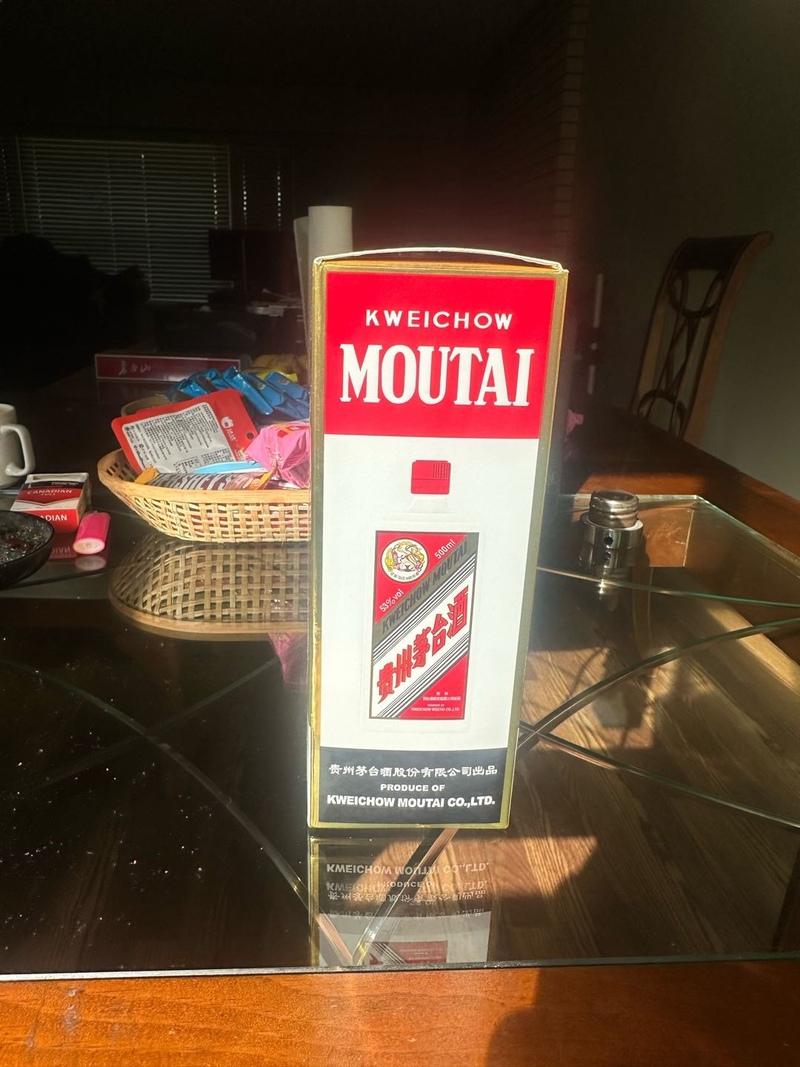 KWEICHOW
MOUTAI
500ml
53%vol
KWEICHOW MOUTAI
贵州茅台酒
贵州茅台酒股份有限公司出品
PRODUCE OF
KWEICHOW MOUTAI CO.,LTD.
CANADIAN